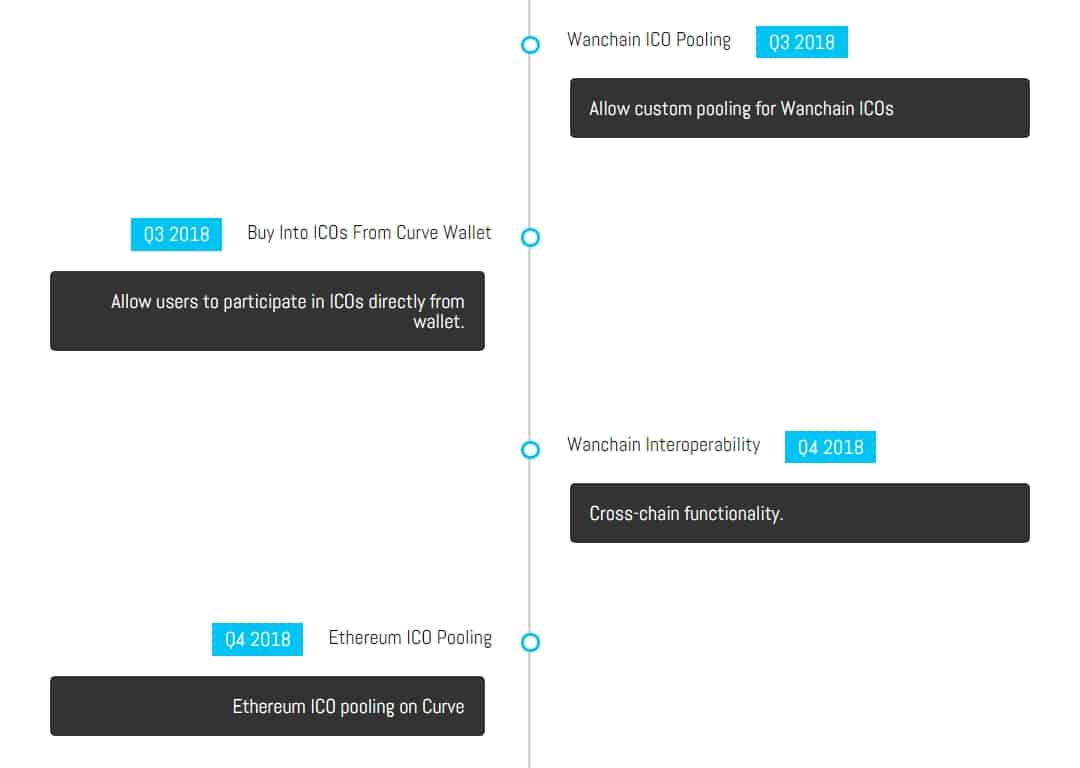 Wanchain ICO Pooling Q3 2018
Allow custom pooling for Wanchain ICOs
Q3 2018 Buy Into ICOs From Curve Wallet
Allow users to participate in ICOs directly from
wallet.
Wanchain Interoperability Q4 2018
Cross-chain functionality.
Q4 2018 Ethereum ICO Pooling
Ethereum ICO pooling on Curve